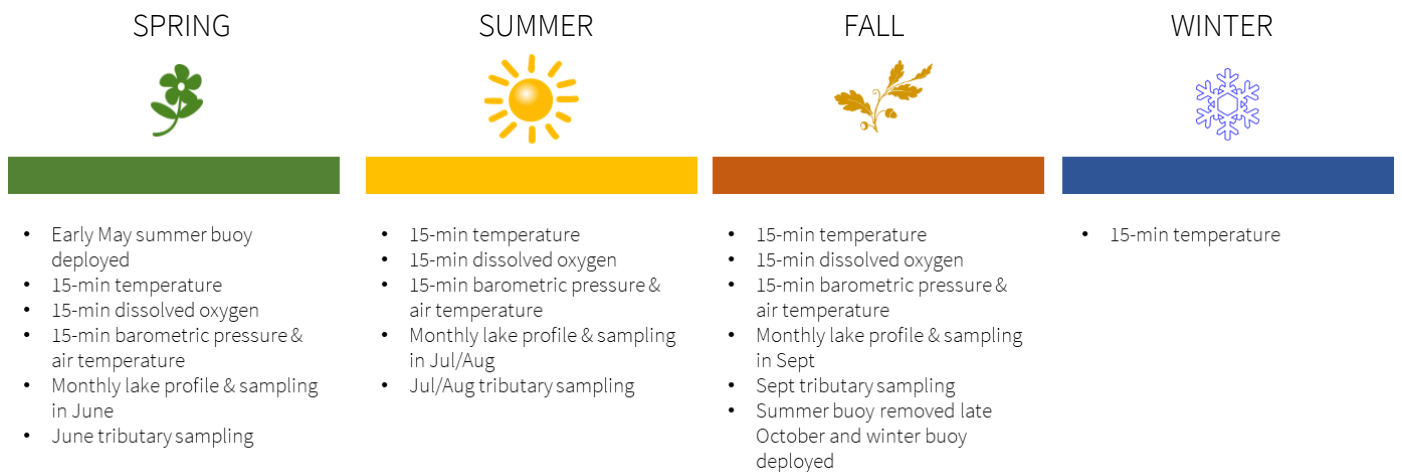 SPRING
• Early May summer buoy
deployed
• 15-min temperature
• 15-min dissolved oxygen
• 15-min barometric pressure &
air temperature
• Monthly lake profile & sampling
in June
• June tributary sampling
SUMMER
• 15-min temperature
• 15-min dissolved oxygen
• 15-min barometric pressure &
air temperature
• Monthly lake profile & sampling
in Jul/Aug
• Jul/Aug tributary sampling
FALL
• 15-min temperature
• 15-min dissolved oxygen
• 15-min barometric pressure &
air temperature
• Monthly lake profile & sampling
in Sept
• Sept tributary sampling
• Summer buoy removed late
October and winter buoy
deployed
WINTER
• 15-min temperature